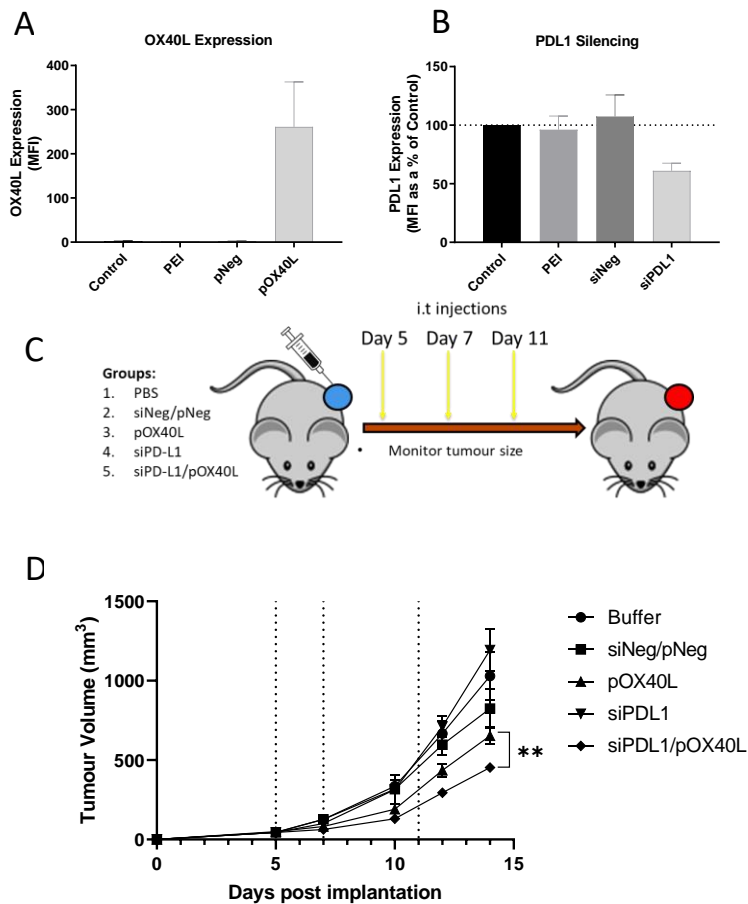 A
OX40L Expression
OX40L Expression
(MFI)
400
300
200
100
0
Control
PEI
pNeg
pOX40L
B
PDL1 Silencing
PDL1 Expression
(MFI as a % of Control)
150
100
50
0
Control
PEI
siNeg
siPDL1
C
Groups:
1. PBS
2. siNeg/pNeg
3. pOX40L
4. siPD-L1
5. siPD-L1/pOX40L
i.t injections
Day 5 Day 7 Day 11
Monitor tumour size
D
Tumour Volume (mm³)
1500
1000
500
0
0 5 10 15
Days post implantation
Buffer
siNeg/pNeg
pOX40L
siPDL1
siPDL1/pOX40L
**